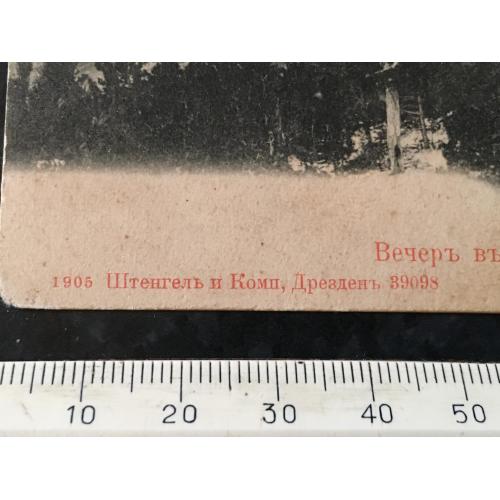 Вечеръ въ
1905 Штенгель и Комп, Дрезденъ 39098
10 20 30 40 50